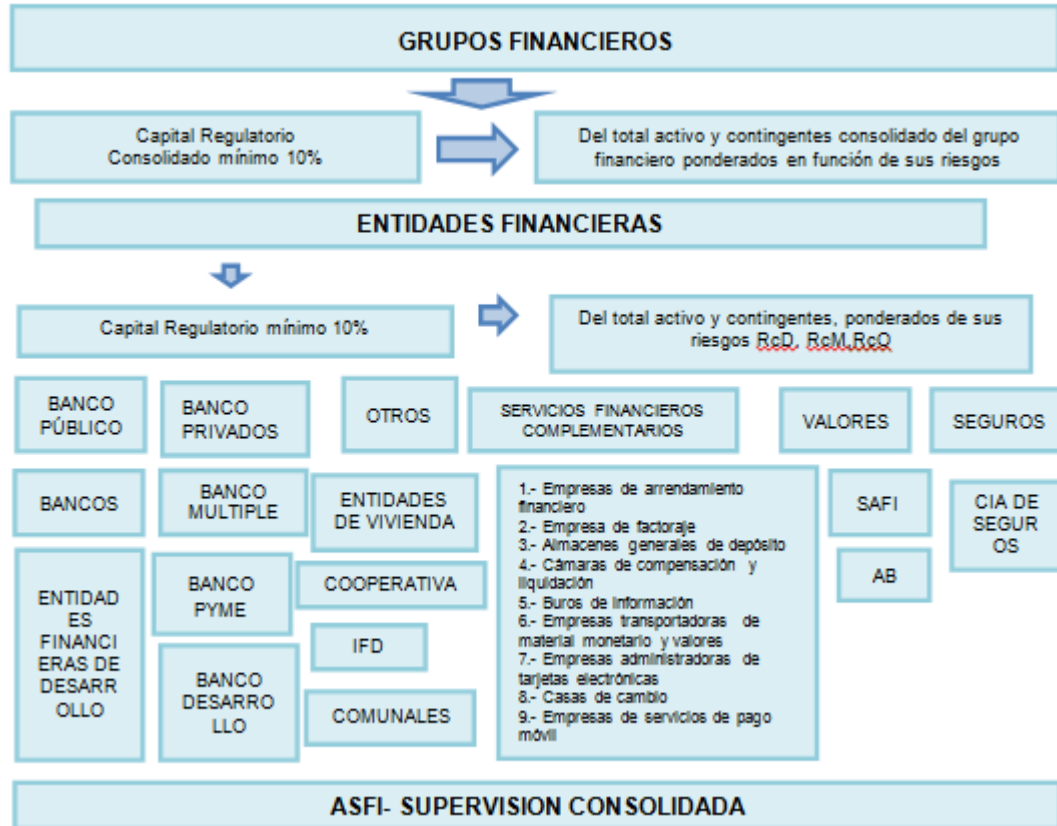 GRUPOS FINANCIEROS
Capital Regulatorio
Consolidado mínimo 10%
Del total activo y contingentes consolidado del grupo
financiero ponderados en función de sus riesgos
ENTIDADES FINANCIERAS
Capital Regulatorio mínimo 10%
Del total activo y contingentes, ponderados de sus
riesgos RcD, RcM,RcO
BANCO
PÚBLICO
BANCO
PRIVADOS
OTROS
SERVICIOS FINANCIEROS
COMPLEMENTARIOS
VALORES
SEGUROS
BANCOS
BANCO
MULTIPLE
ENTIDADES
DE VIVIENDA
1.- Empresas de arrendamiento
financiero
2.- Empresa de factoraje
3.- Almacenes generales de depósito
4.- Cámaras de compensación y
liquidación
5.- Buros de información
6.- Empresas transportadoras de
material monetario y valores
7.- Empresas administradoras de
tarjetas electrónicas
8.- Casas de cambio
9.- Empresas de servicios de pago
móvil
SAFI
CIA DE
SEGUR
OS
ENTIDAD
ES
FINANCI
ERAS DE
DESARR
OLLO
BANCO
PYME
COOPERATIVA
AB
IFD
BANCO
DESARRO
LLO
COMUNALES
ASFI- SUPERVISION CONSOLIDADA